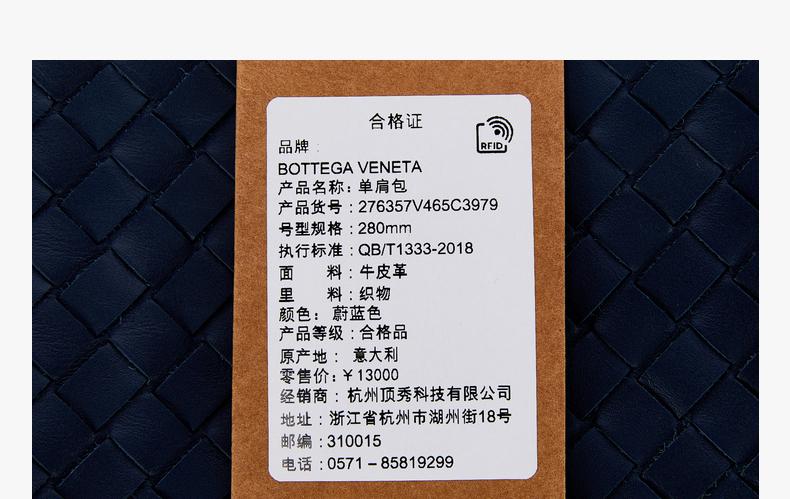 合格证
RFID
品牌:
BOTTEGA VENETA
产品名称:单肩包
产品货号:276357V465C3979
号型规格:280mm
执行标准:QB/T1333-2018
面 料:牛皮革
里 料:织物
颜色: 蔚蓝色
产品等级:合格品
原产地: 意大利
零售价:￥13000
经销商:杭州顶秀科技有限公司
地址:浙江省杭州市湖州街18号
邮编:310015
电话:0571–85819299